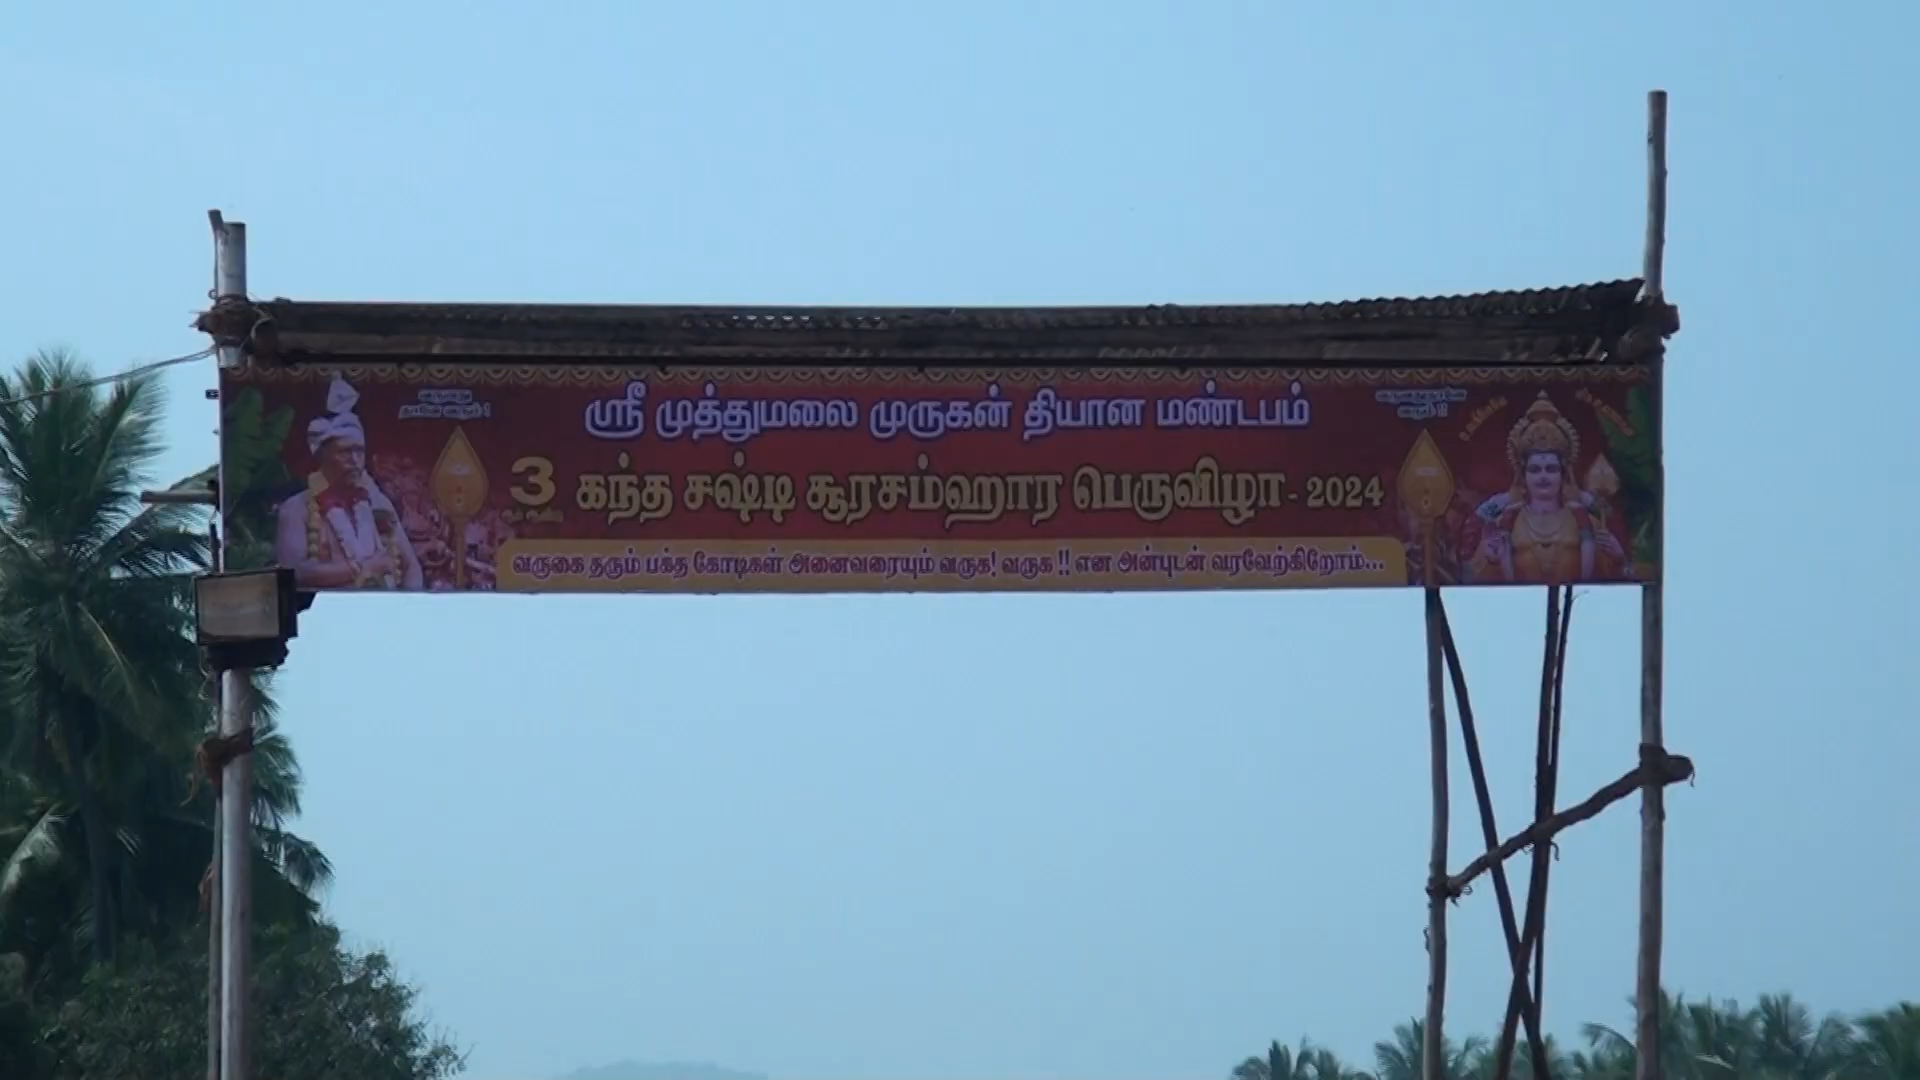 ஸ்ரீ முத்துமலை முருகன் தியான மண்டபம்
3 கந்த சஷ்டி சூரசம்ஹார பெருவிழா - 2024
வருகை தரும் பக்த கோடிகள் அனைவரையும் வருக! வருக !! என அன்புடன் வரவேற்கிறோம்...